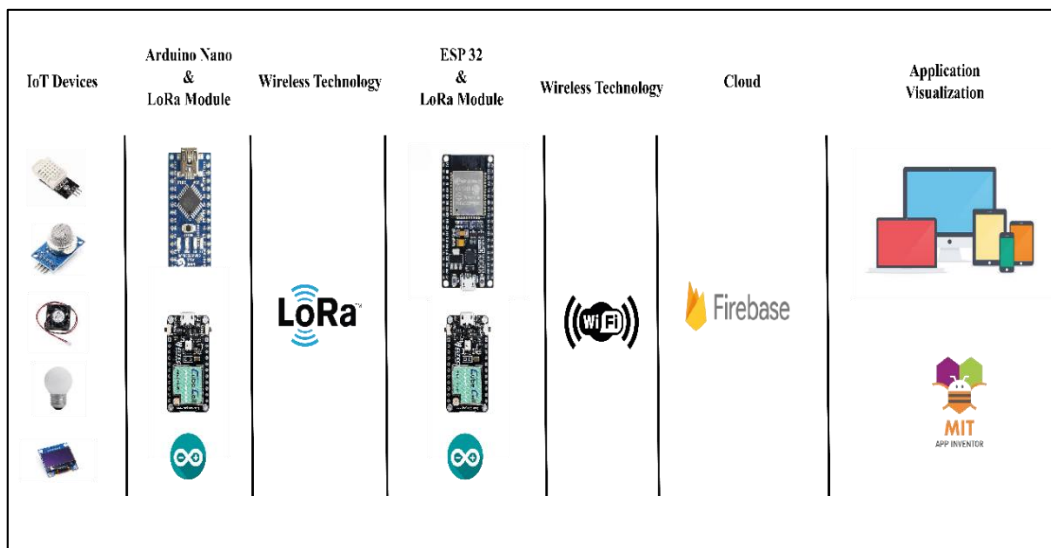 IoT Devices
Arduino Nano
&
LoRa Module
Wireless Technology
ESP 32
&
LoRa Module
Wireless Technology
Cloud
Application
Visualization
LoRa™
WiFi
Firebase
MIT
APP INVENTOR